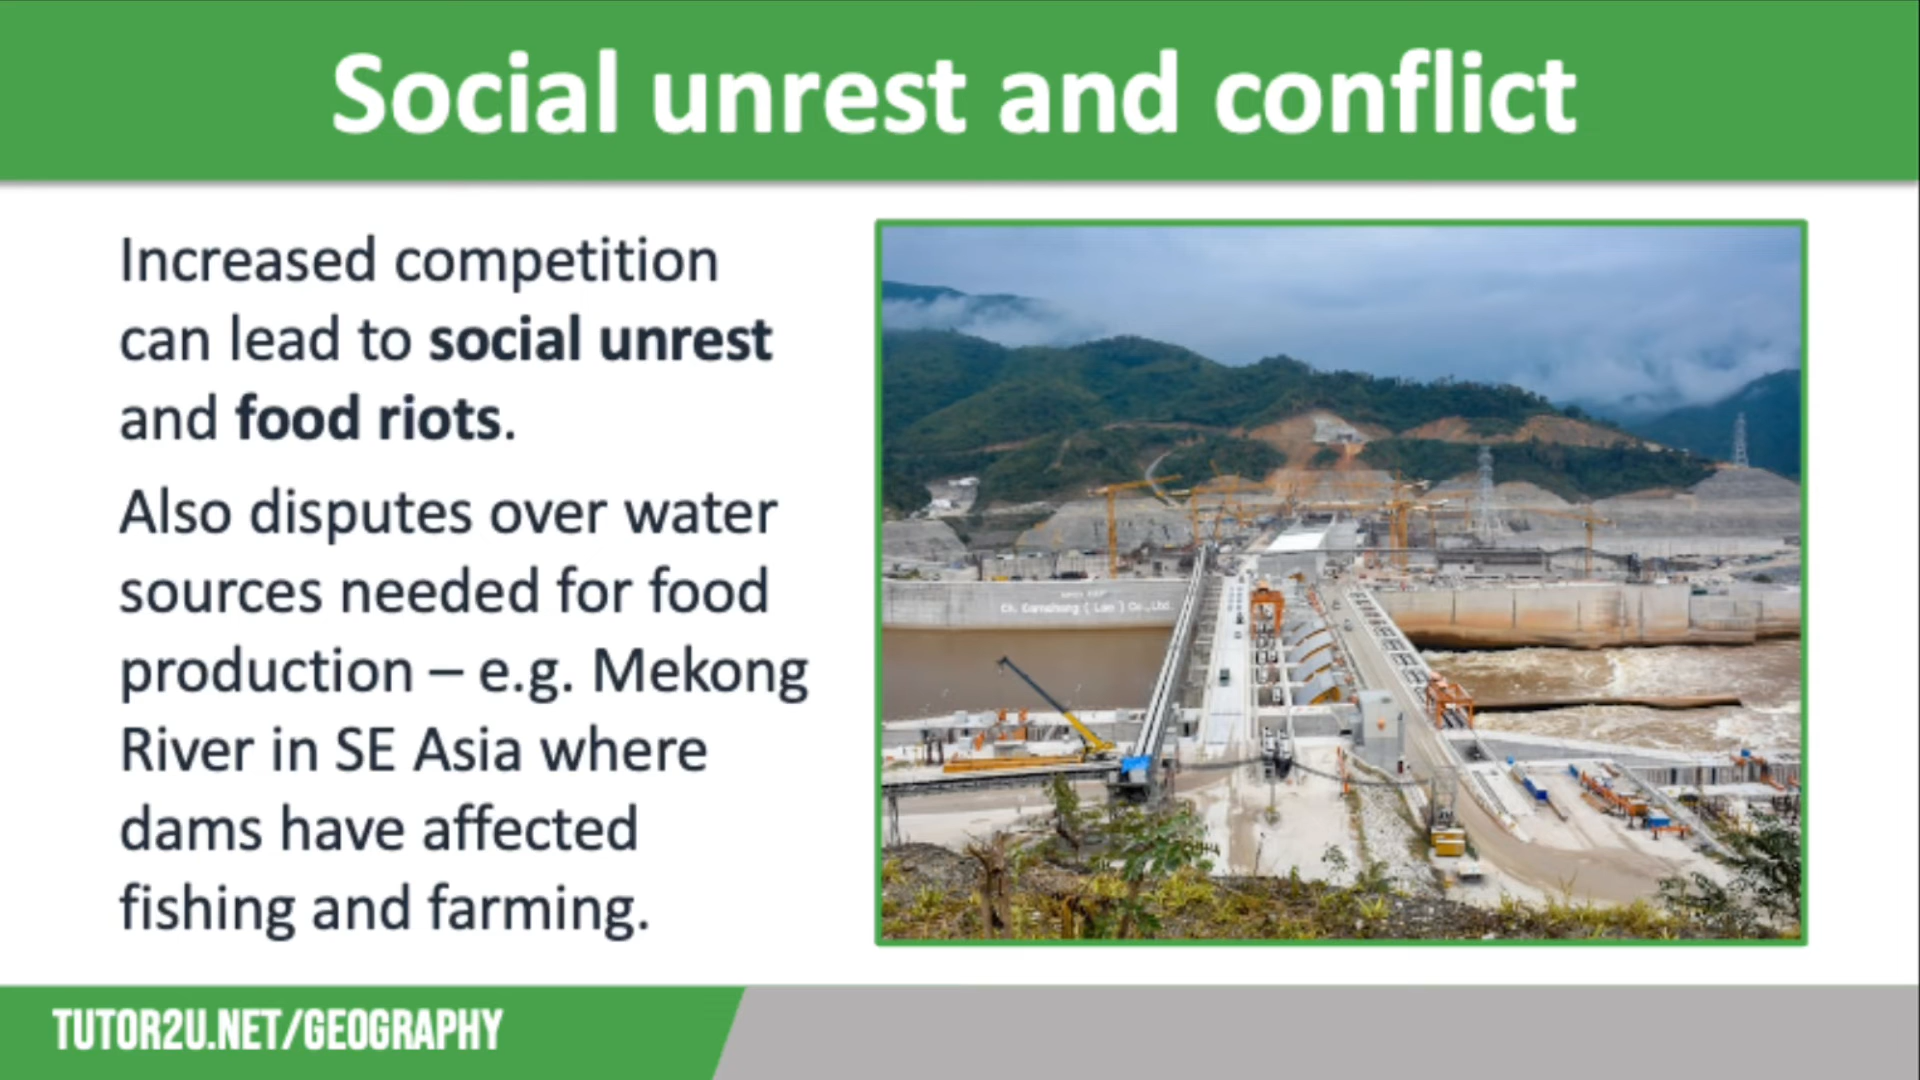 Social unrest and conflict
Increased competition
can lead to social unrest
and food riots.
Also disputes over water
sources needed for food
production – e.g. Mekong
River in SE Asia where
dams have affected
fishing and farming.
TUTOR2U.NET/GEOGRAPHY